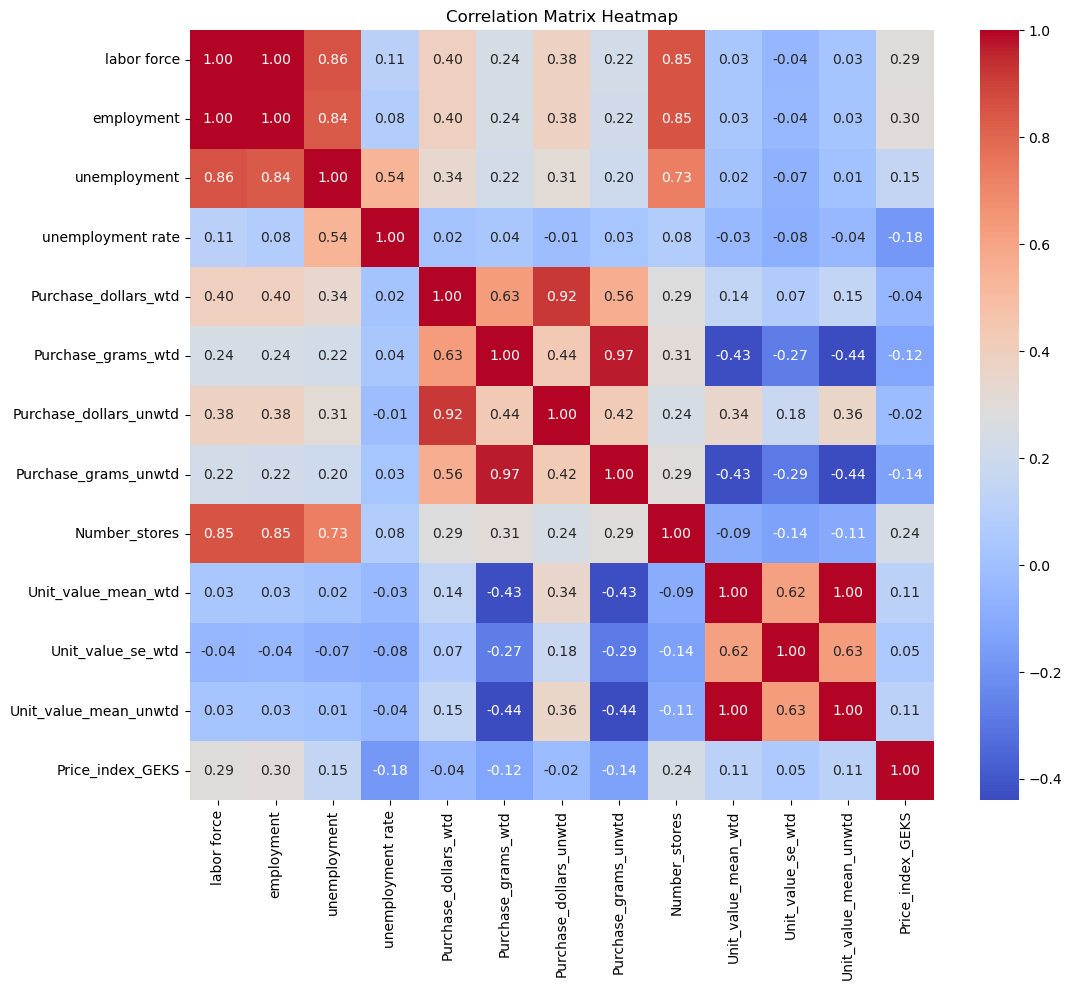 Correlation Matrix Heatmap
labor force 1.00 1.00 0.86 0.11 0.40 0.24 0.38 0.22 0.85 0.03 -0.04 0.03 0.29
employment 1.00 1.00 0.84 0.08 0.40 0.24 0.38 0.22 0.85 0.03 -0.04 0.03 0.30
unemployment 0.86 0.84 1.00 0.54 0.34 0.22 0.31 0.20 0.73 0.02 -0.07 0.01 0.15
unemployment rate 0.11 0.08 0.54 1.00 0.02 0.04 -0.01 0.03 0.08 -0.03 -0.08 -0.04 -0.18
Purchase_dollars_wtd 0.40 0.40 0.34 0.02 1.00 0.63 0.92 0.56 0.29 0.14 0.07 0.15 -0.04
Purchase_grams_wtd 0.24 0.24 0.22 0.04 0.63 1.00 0.44 0.97 0.31 -0.43 -0.27 -0.44 -0.12
Purchase_dollars_unwtd 0.38 0.38 0.31 -0.01 0.92 0.44 1.00 0.42 0.24 0.34 0.18 0.36 -0.02
Purchase_grams_unwtd 0.22 0.22 0.20 0.03 0.56 0.97 0.42 1.00 0.29 -0.43 -0.29 -0.44 -0.14
Number_stores 0.85 0.85 0.73 0.08 0.29 0.31 0.24 0.29 1.00 -0.09 -0.14 -0.11 0.24
Unit_value_mean_wtd 0.03 0.03 0.02 -0.03 0.14 -0.43 0.34 -0.43 -0.09 1.00 0.62 1.00 0.11
Unit_value_se_wtd -0.04 -0.04 -0.07 -0.08 0.07 -0.27 0.18 -0.29 -0.14 0.62 1.00 0.63 0.05
Unit_value_mean_unwtd 0.03 0.03 0.01 -0.04 0.15 -0.44 0.36 -0.44 -0.11 1.00 0.63 1.00 0.11
Price_index_GEKS 0.29 0.30 0.15 -0.18 -0.04 -0.12 -0.02 -0.14 0.24 0.11 0.05 0.11 1.00
labor force
employment
unemployment
unemployment rate
Purchase_dollars_wtd
Purchase_grams_wtd
Purchase_dollars_unwtd
Purchase_grams_unwtd
Number_stores
Unit_value_mean_wtd
Unit_value_se_wtd
Unit_value_mean_unwtd
Price_index_GEKS
1.0
0.8
0.6
0.4
0.2
0.0
−0.2
−0.4